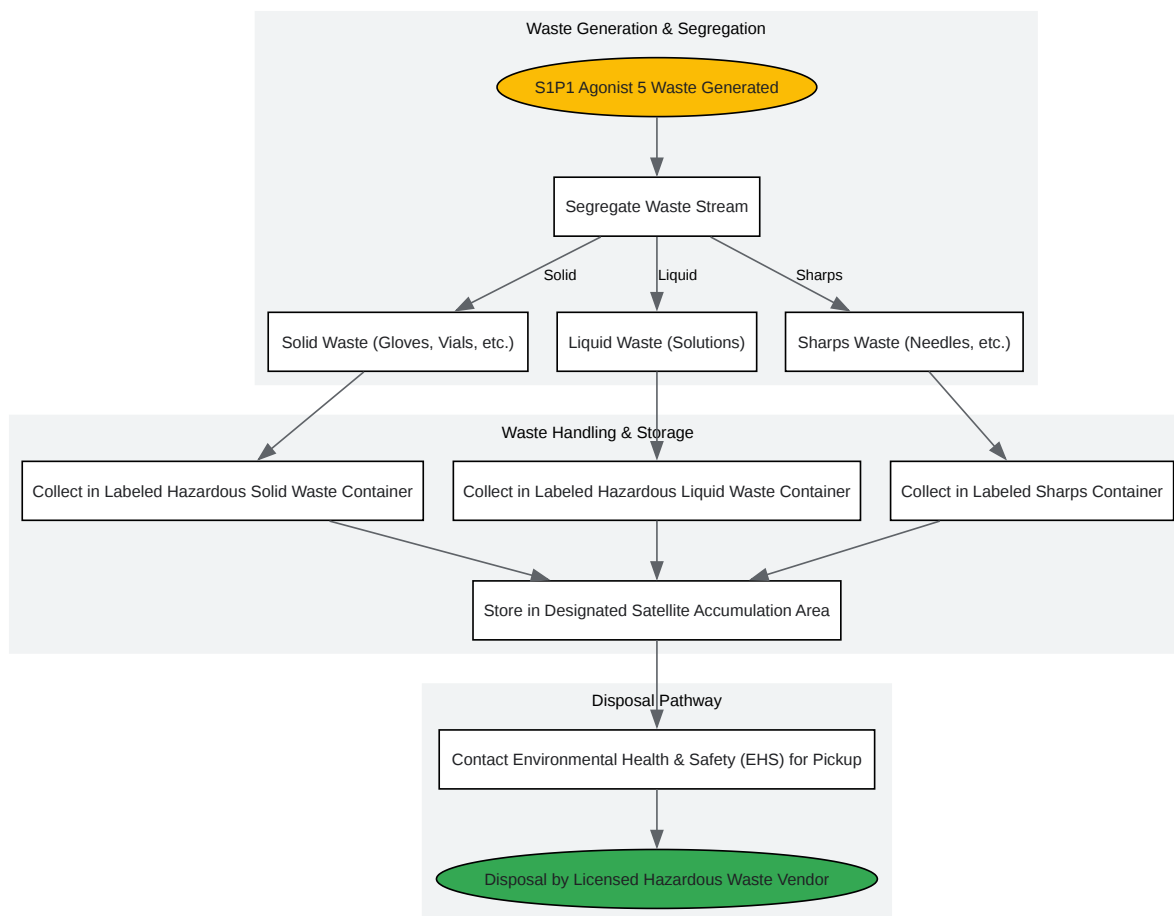 Waste Generation & Segregation
S1P1 Agonist 5 Waste Generated
Segregate Waste Stream
Solid
Liquid
Sharps
Solid Waste (Gloves, Vials, etc.)
Liquid Waste (Solutions)
Sharps Waste (Needles, etc.)
Waste Handling & Storage
Collect in Labeled Hazardous Solid Waste Container
Collect in Labeled Hazardous Liquid Waste Container
Collect in Labeled Sharps Container
Store in Designated Satellite Accumulation Area
Disposal Pathway
Contact Environmental Health & Safety (EHS) for Pickup
Disposal by Licensed Hazardous Waste Vendor